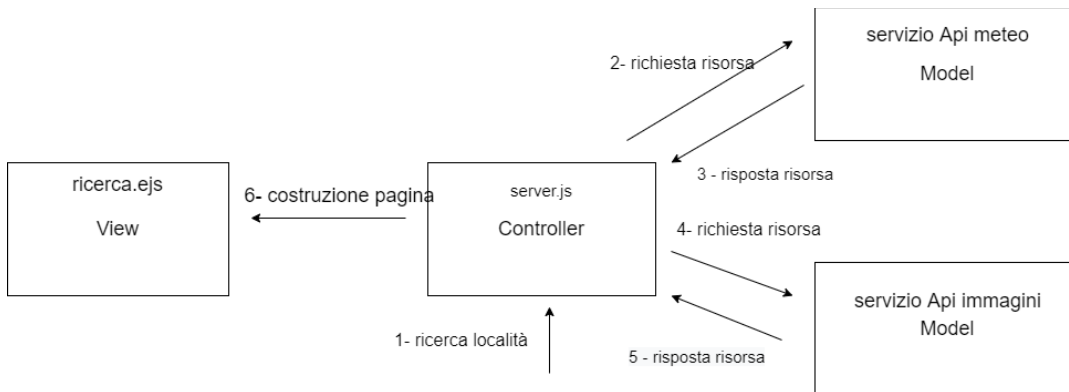 servizio Api meteo
Model
2- richiesta risorsa
3 - risposta risorsa
ricerca.ejs
View
6- costruzione pagina
server.js
Controller
4- richiesta risorsa
servizio Api immagini
Model
1- ricerca località
5 - risposta risorsa